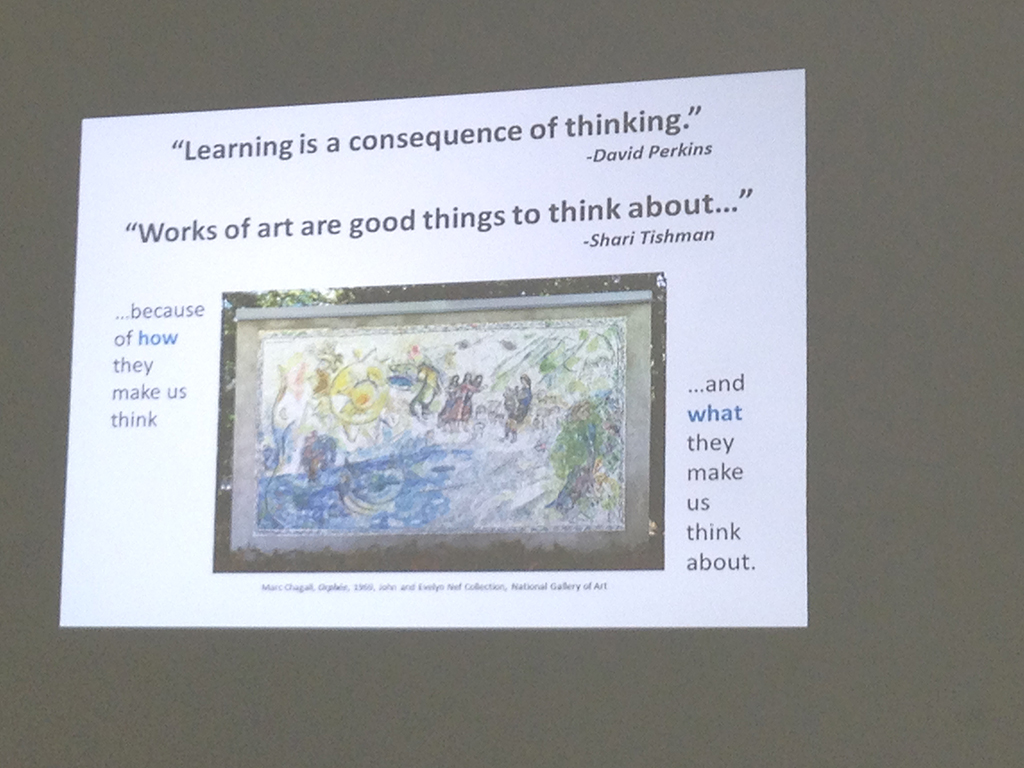 “Learning is a consequence of thinking.”
-David Perkins
“Works of art are good things to think about...”
-Shari Tishman
...because
of how
they
make us
think
...and
what
they
make
us
think
about.
Marc Chagall, Orphée, 1969, John and Evelyn Nef Collection, National Gallery of Art